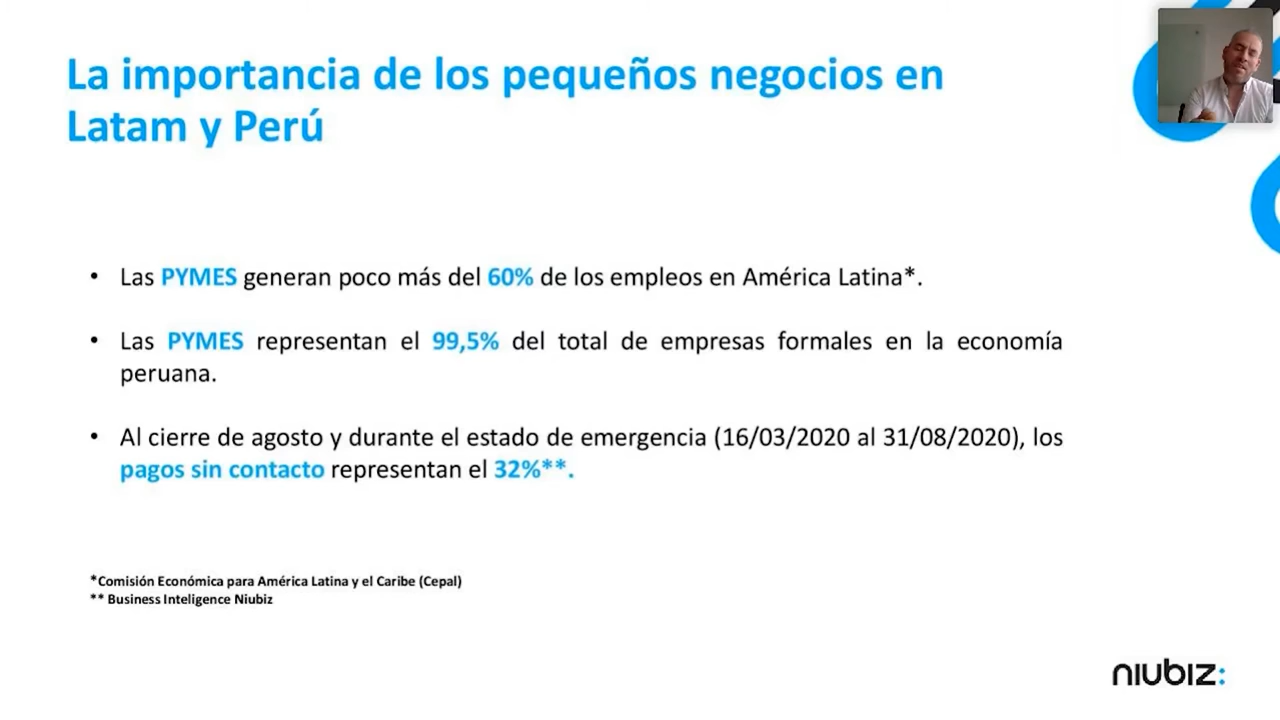 La importancia de los pequeños negocios en
Latam y Perú
• Las PYMES generan poco más del 60% de los empleos en América Latina*.
• Las PYMES representan el 99,5% del total de empresas formales en la economía
peruana.
• Al cierre de agosto y durante el estado de emergencia (16/03/2020 al 31/08/2020), los
pagos sin contacto representan el 32%**.
*Comisión Económica para América Latina y el Caribe (Cepal)
** Business Inteligence Niubiz
niubiz: